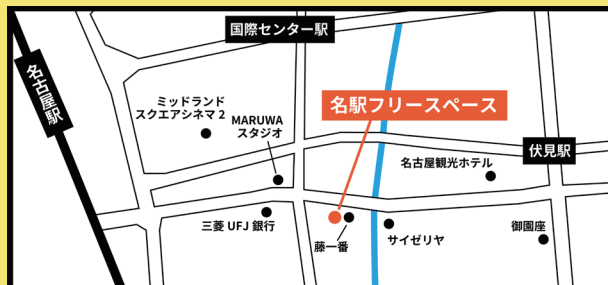 国際センター駅
名古屋駅
ミッドランド
スクエアシネマ 2
MARUWA
スタジオ
名駅フリースペース
伏見駅
名古屋観光ホテル
三菱 UFJ 銀行
藤一番
サイゼリヤ
御園座